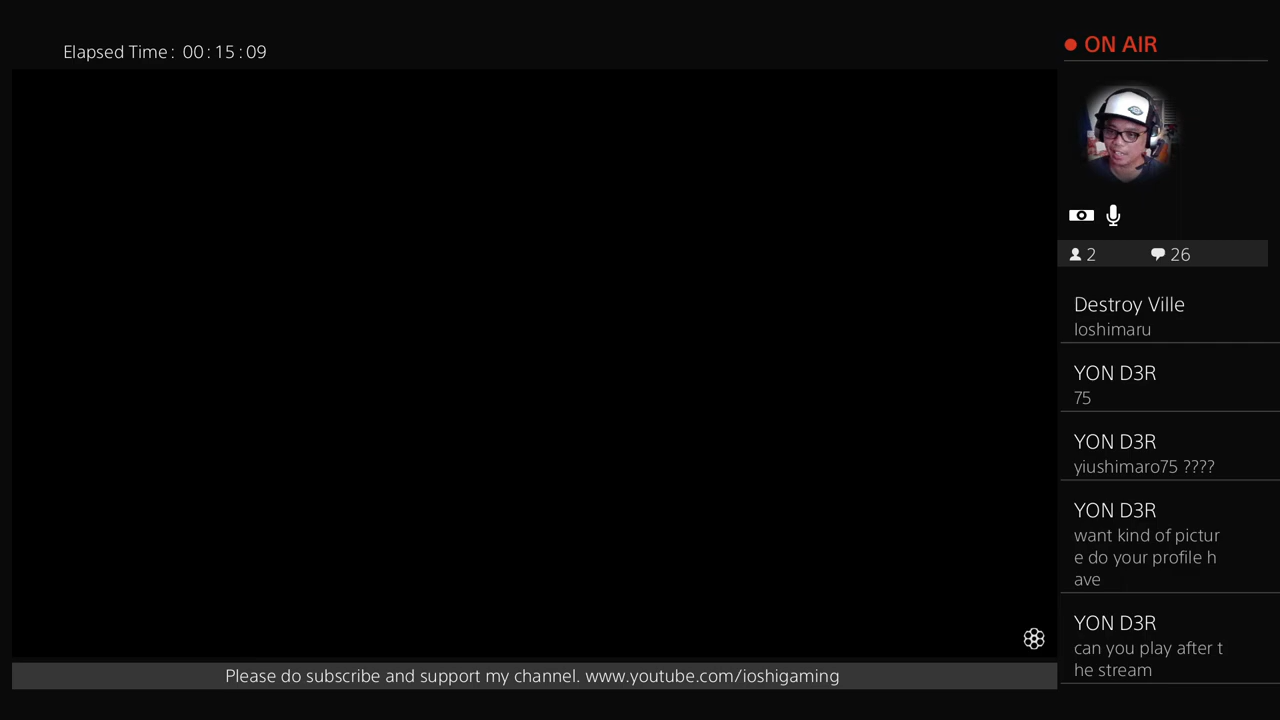 Elapsed Time: 00:15:09
ON AIR
2
26
Destroy Ville
Ioshimaru
YON D3R
75
YON D3R
yiushimaro75 ????
YON D3R
want kind of pictur
e do your profile h
ave
YON D3R
can you play after t
he stream
Please do subscribe and support my channel. www.youtube.com/ioshigaming